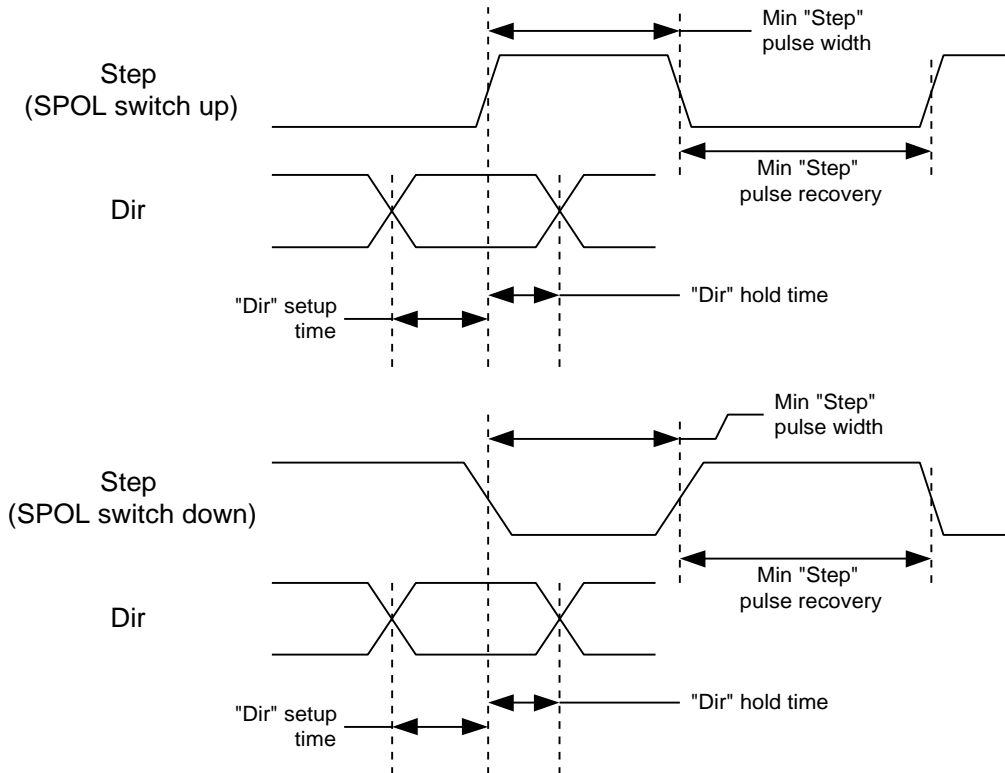 Min "Step"
pulse width
Step
(SPOL switch up)
Min "Step"
pulse recovery
Dir
"Dir" setup
time
"Dir" hold time
Min "Step"
pulse width
Step
(SPOL switch down)
Min "Step"
pulse recovery
Dir
"Dir" setup
time
"Dir" hold time